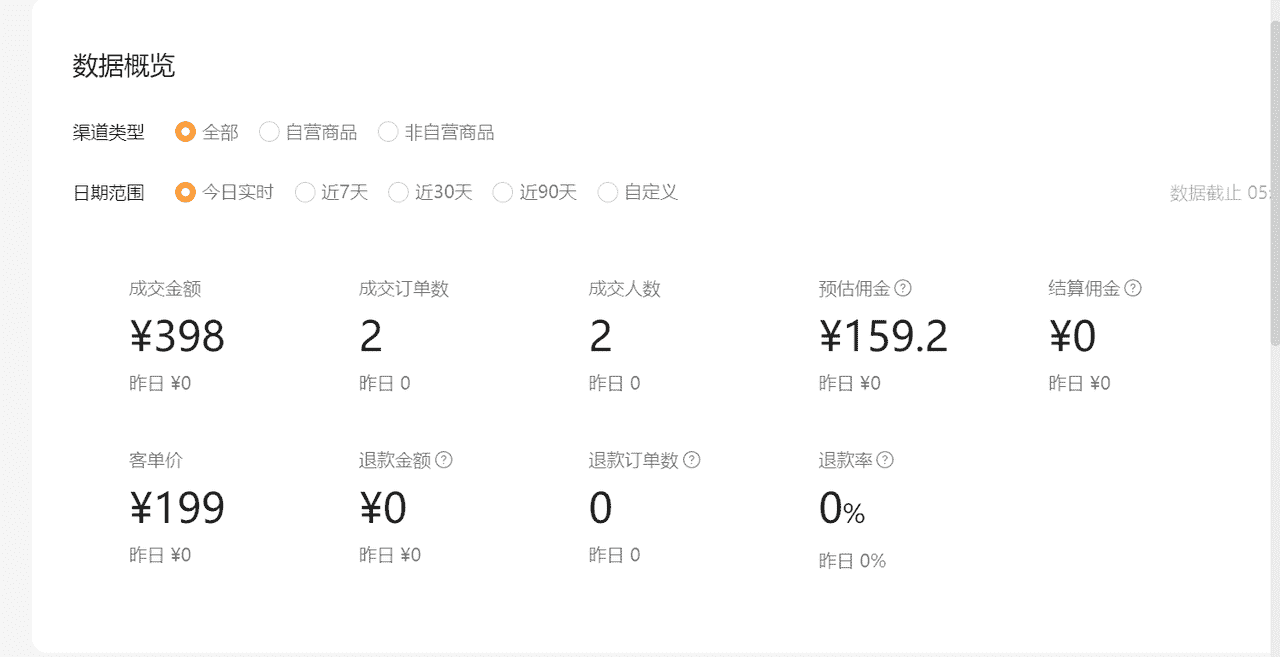 数据概览
渠道类型 全部 自营商品 非自营商品
日期范围 今日实时 近7天 近30天 近90天 自定义 数据截止 05:
成交金额 成交订单数 成交人数 预估佣金? 结算佣金?
¥398 2 2 ¥159.2 ¥0
昨日 ¥0 昨日 0 昨日 0 昨日 ¥0 昨日 ¥0
客单价 退款金额? 退款订单数? 退款率?
¥199 ¥0 0 0%
昨日 ¥0 昨日 ¥0 昨日 0 昨日 0%